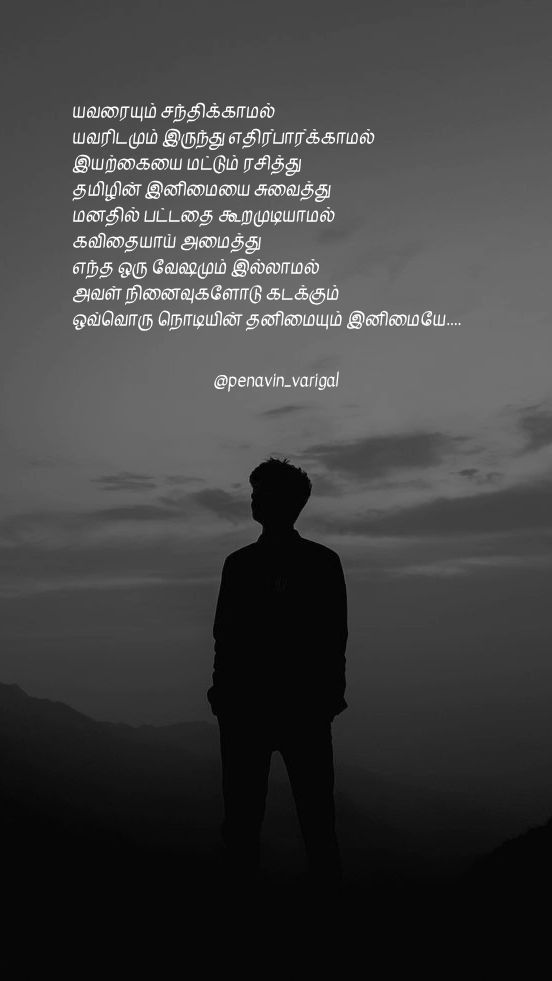 யவரையும் சந்திக்காமல்
யவரிடமும் இருந்து எதிர்பார்க்காமல்
இயற்கையை மட்டும் ரசித்து
தமிழின் இனிமையை சுவைத்து
மனதில் பட்டதை கூறமுடியாமல்
கவிதையாய் அமைத்து
எந்த ஒரு வேஷமும் இல்லாமல்
அவள் நினைவுகளோடு கடக்கும்
ஒவ்வொரு நொடியின் தனிமையும் இனிமையே....
@penavin_varigal